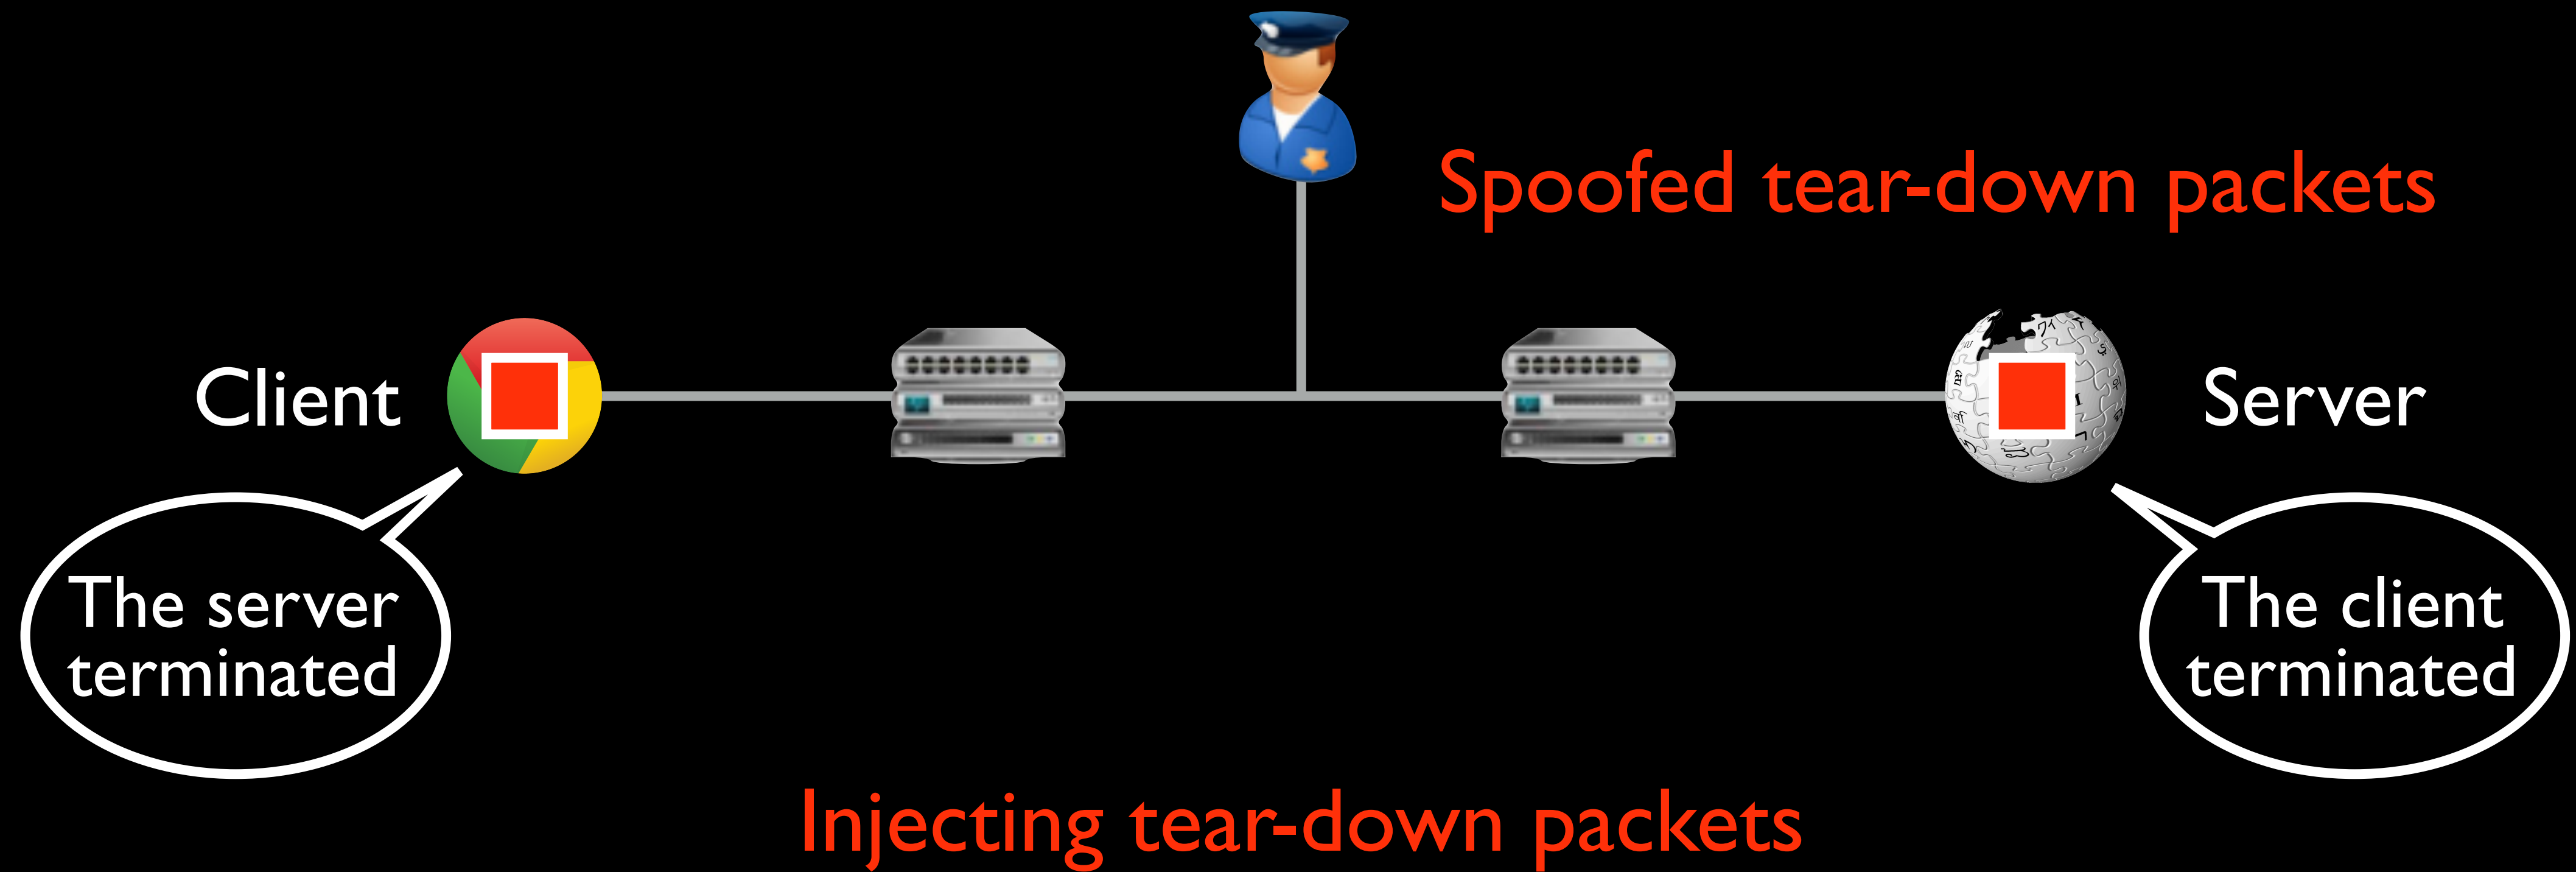 Spoofed tear-down packets
Client
Server
The server
terminated
The client
terminated
Injecting tear-down packets